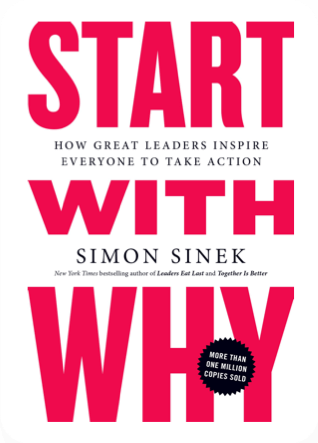 START
HOW GREAT LEADERS INSPIRE
EVERYONE TO TAKE ACTION
WITH
SIMON SINEK
New York Times bestselling author of Leaders Eat Last and Together Is Better
WHY
MORE THAN
ONE MILLION
COPIES SOLD